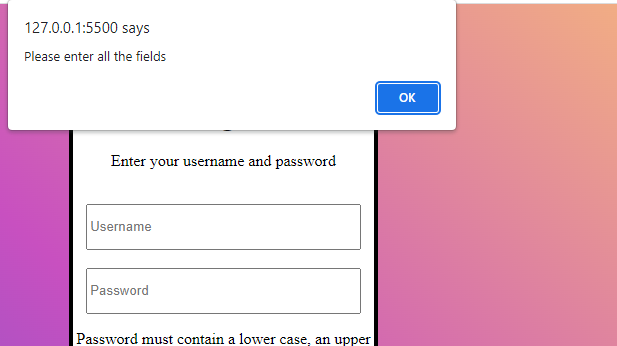 127.0.0.1:5500 says
Please enter all the fields
OK
Enter your username and password
Username
Password
Password must contain a lower case, an upper